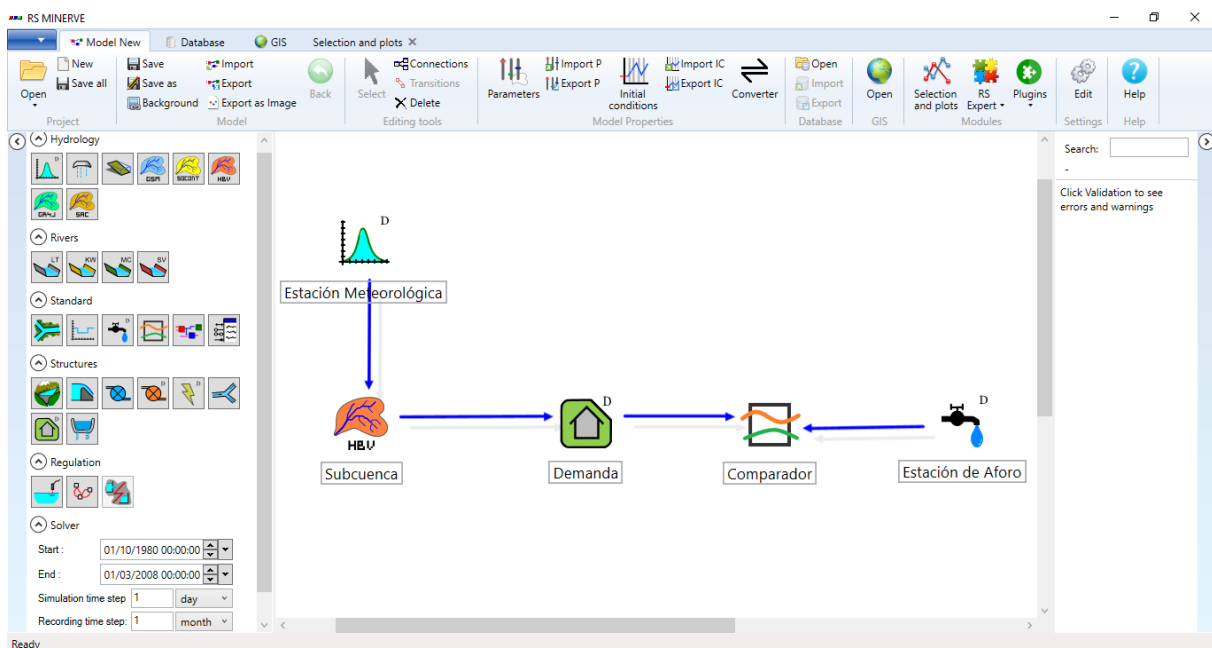 RS MINERVE
Model New
Database
GIS
Selection and plots
Open
New
Save all
Project
Save
Save as
Background
Import
Export
Export as Image
Model
Back
Select
Connections
Transitions
Delete
Editing tools
Parameters
Import P
Export P
Initial
conditions
Import IC
Export IC
Converter
Model Properties
Open
Import
Export
Database
Open
GIS
Selection
and plots
RS
Expert
Plugins
Modules
Edit
Settings
Help
Help
Hydrology
D
GSM
SOCONT
HBV
GR4J
SAC
Rivers
LT
KW
MC
SV
Standard
D
Structures
D
D
D
Regulation
Solver
Start :
01/10/1980 00:00:00
End :
01/03/2008 00:00:00
Simulation time step
1
day
Recording time step:
1
month
Ready
D
Estación Meteorológica
HBV
Subcuenca
D
Demanda
Comparador
D
Estación de Aforo
Search:
-
Click Validation to see
errors and warnings